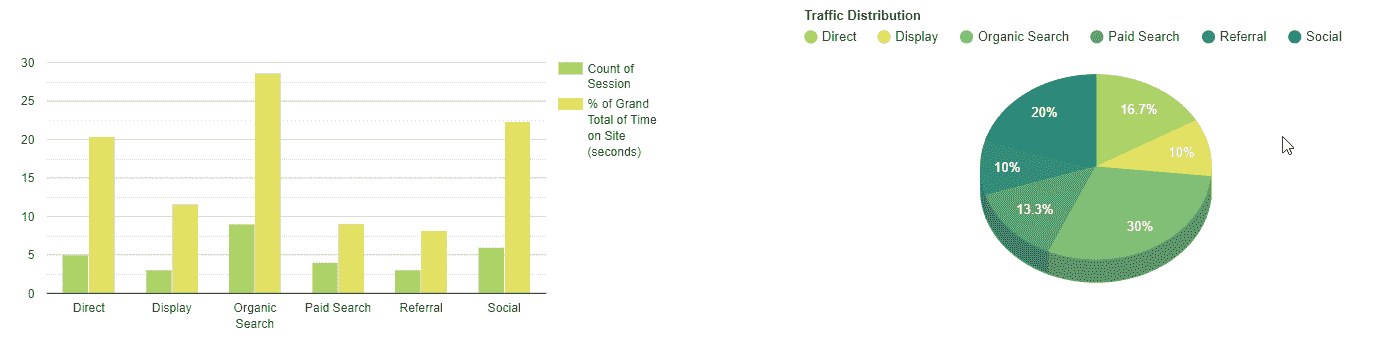 30
25
20
15
10
5
0
Direct
Display
Organic
Search
Paid Search
Referral
Social
Count of
Session
% of Grand
Total of Time
on Site
(seconds)
Traffic Distribution
Direct Display Organic Search Paid Search Referral Social
20%
16.7%
10%
10%
13.3%
30%